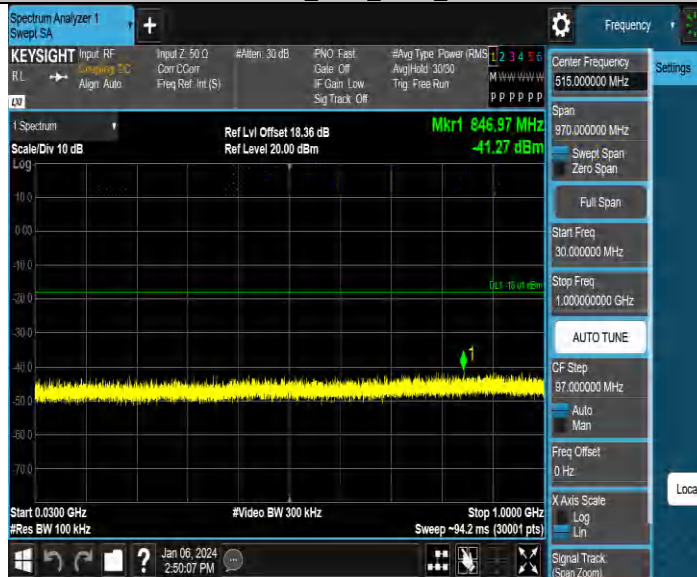 Spectrum Analyzer 1
Swept SA
Frequency
KEYSIGHT
Input: RF
Input Z: 50 Ω
#Atten: 30 dB
PNO: Fast
#Avg Type: Power (RMS
1 2 3 4 5 6
RL
Coupling: DC
Corr CCorr
Gate: Off
Avg|Hold: 30/30
M W W W W W
Align: Auto
Freq Ref: Int (S)
IF Gain: Low
Trig: Free Run
Sig Track: Off
P P P P P P
LXI
1 Spectrum
Ref Lvl Offset 18.36 dB
Mkr1 846.97 MHz
Scale/Div 10 dB
Ref Level 20.00 dBm
-41.27 dBm
Log
10.0
0.00
-10.0
-20.0
-30.0
-40.0
-50.0
-60.0
-70.0
1
Start 0.0300 GHz
#Video BW 300 kHz
Stop 1.0000 GHz
#Res BW 100 kHz
Sweep ~94.2 ms (30001 pts)
?
Jan 06, 2024
2:50:07 PM
Center Frequency
515.000000 MHz
Settings
Span
970.000000 MHz
Swept Span
Zero Span
Full Span
Start Freq
30.000000 MHz
Stop Freq
1.000000000 GHz
AUTO TUNE
CF Step
97.000000 MHz
Auto
Man
Freq Offset
0 Hz
X Axis Scale
Log
Lin
Signal Track
(Span Zoom)
Loca